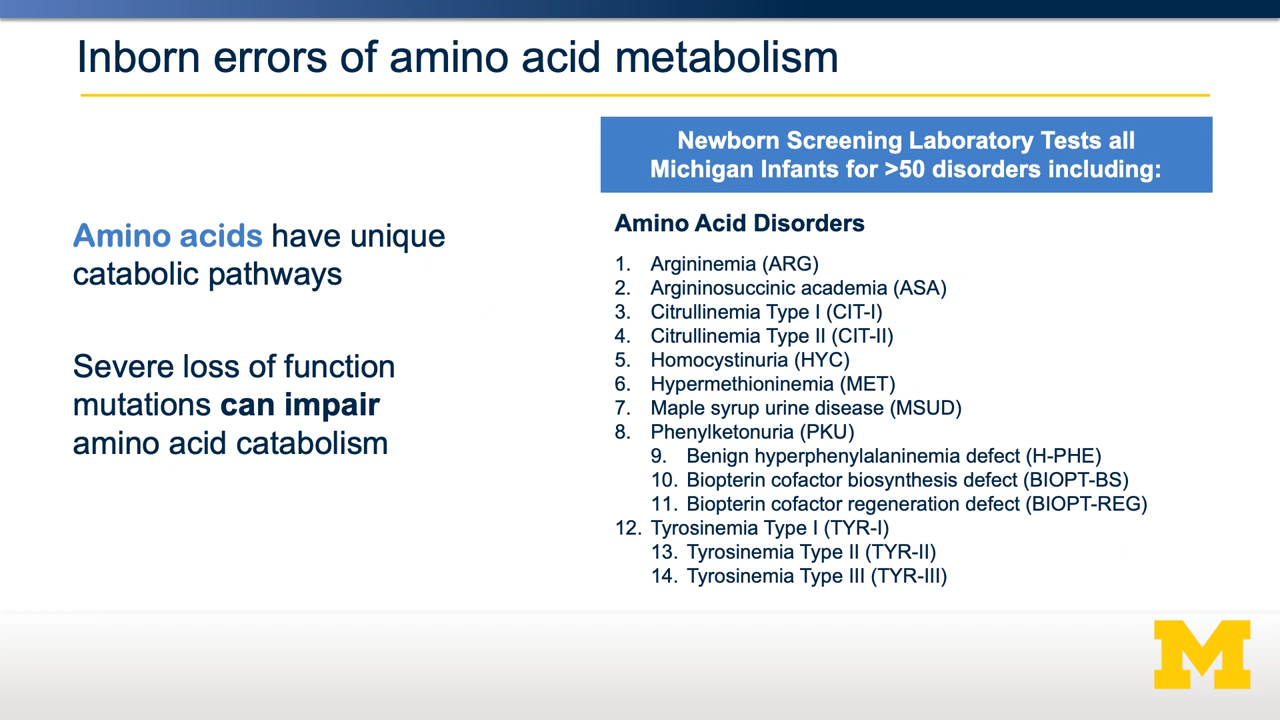 Inborn errors of amino acid metabolism
Amino acids have unique
catabolic pathways
Severe loss of function
mutations can impair
amino acid catabolism
Newborn Screening Laboratory Tests all
Michigan Infants for >50 disorders including:
Amino Acid Disorders
1. Argininemia (ARG)
2. Argininosuccinic academia (ASA)
3. Citrullinemia Type I (CIT-I)
4. Citrullinemia Type II (CIT-II)
5. Homocystinuria (HYC)
6. Hypermethioninemia (MET)
7. Maple syrup urine disease (MSUD)
8. Phenylketonuria (PKU)
9. Benign hyperphenylalaninemia defect (H-PHE)
10. Biopterin cofactor biosynthesis defect (BIOPT-BS)
11. Biopterin cofactor regeneration defect (BIOPT-REG)
12. Tyrosinemia Type I (TYR-I)
13. Tyrosinemia Type II (TYR-II)
14. Tyrosinemia Type III (TYR-III)
M